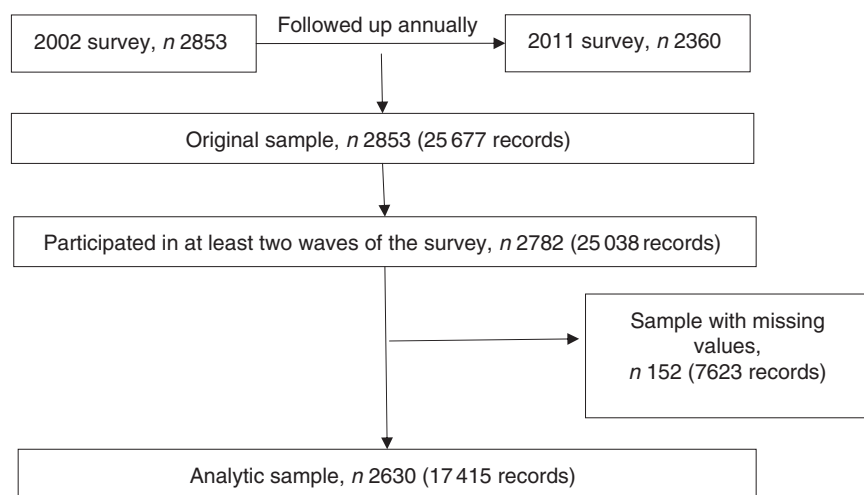 2002 survey, n 2853
Followed up annually
2011 survey, n 2360
Original sample, n 2853 (25 677 records)
Participated in at least two waves of the survey, n 2782 (25 038 records)
Sample with missing
values,
n 152 (7623 records)
Analytic sample, n 2630 (17 415 records)